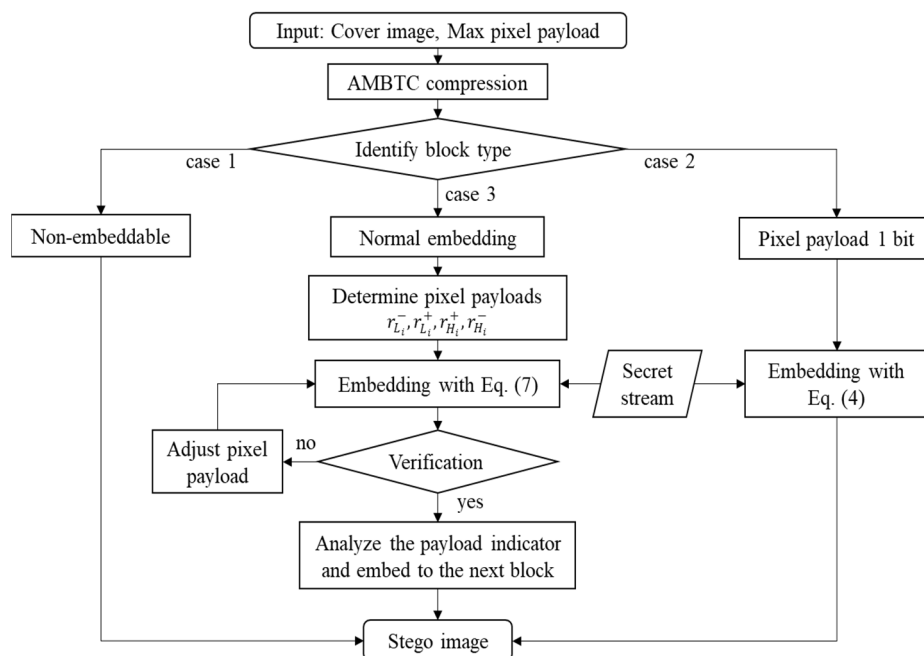 Input: Cover image, Max pixel payload
AMBTC compression
Identify block type
case 1
case 2
case 3
Non-embeddable
Normal embedding
Pixel payload 1 bit
Determine pixel payloads
r_{L_i}^-, r_{L_i}^+, r_{H_i}^+, r_{H_i}^-
Embedding with Eq. (7)
Secret
stream
Embedding with
Eq. (4)
Adjust pixel
payload
no
Verification
yes
Analyze the payload indicator
and embed to the next block
Stego image